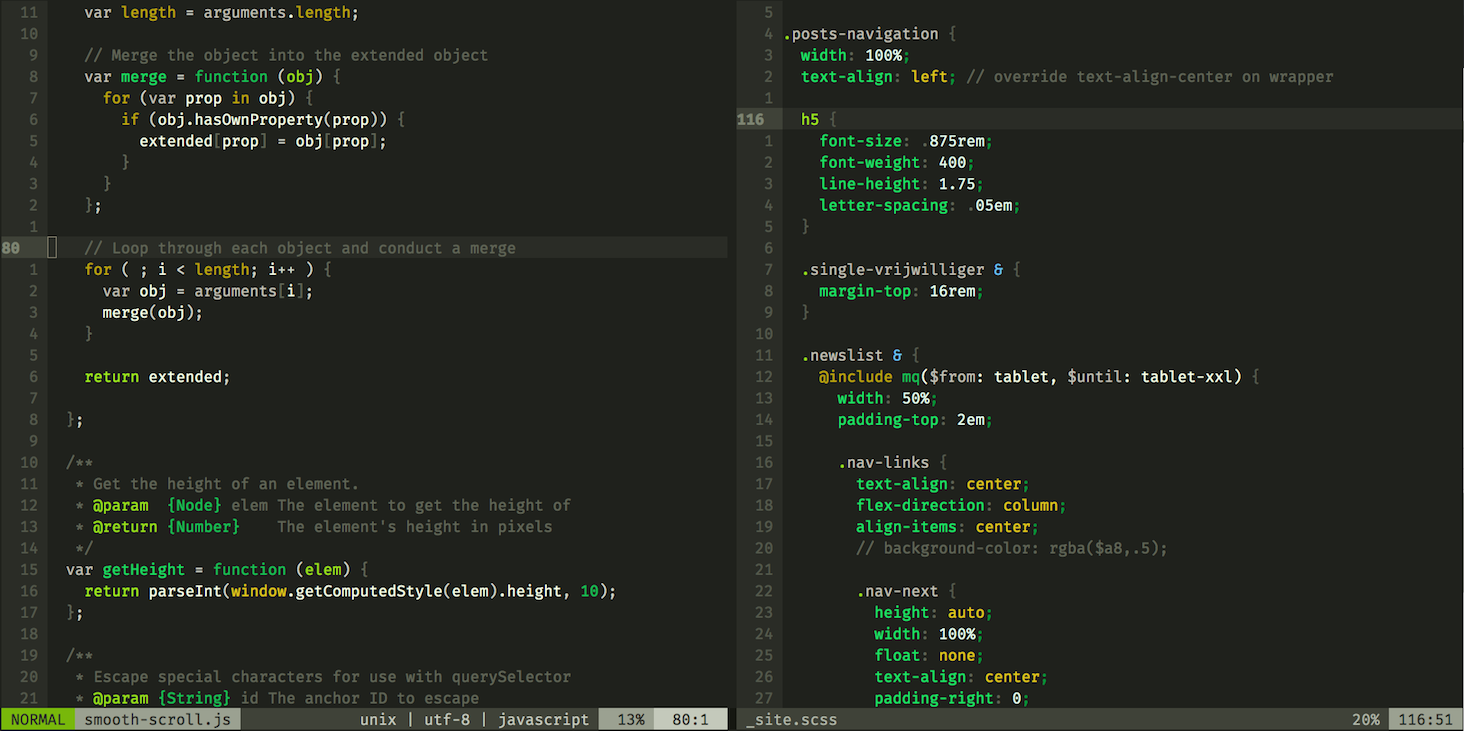 11 var length = arguments.length;
10
9 // Merge the object into the extended object
8 var merge = function (obj) {
7 for (var prop in obj) {
6 if (obj.hasOwnProperty(prop)) {
5 extended[prop] = obj[prop];
4 }
3 }
2 };
1
80 // Loop through each object and conduct a merge
1 for ( ; i < length; i++ ) {
2 var obj = arguments[i];
3 merge(obj);
4 }
5
6 return extended;
7
8 };
9
10 /**
11 * Get the height of an element.
12 * @param  {Node} elem The element to get the height of
13 * @return {Number}    The element's height in pixels
14 */
15 var getHeight = function (elem) {
16 return parseInt(window.getComputedStyle(elem).height, 10);
17 };
18
19 /**
20 * Escape special characters for use with querySelector
21 * @param {String} id The anchor ID to escape
NORMAL smooth-scroll.js unix | utf-8 | javascript 13% 80:1
5
4 .posts-navigation {
3 width: 100%;
2 text-align: left; // override text-align-center on wrapper
1
116 h5 {
1 font-size: .875rem;
2 font-weight: 400;
3 line-height: 1.75;
4 letter-spacing: .05em;
5 }
6
7 .single-vrijwilliger & {
8 margin-top: 16rem;
9 }
10
11 .newslist & {
12 @include mq($from: tablet, $until: tablet-xxl) {
13 width: 50%;
14 padding-top: 2em;
15
16 .nav-links {
17 text-align: center;
18 flex-direction: column;
19 align-items: center;
20 // background-color: rgba($a8,.5);
21
22 .nav-next {
23 height: auto;
24 width: 100%;
25 float: none;
26 text-align: center;
27 padding-right: 0;
_site.scss 20% 116:51